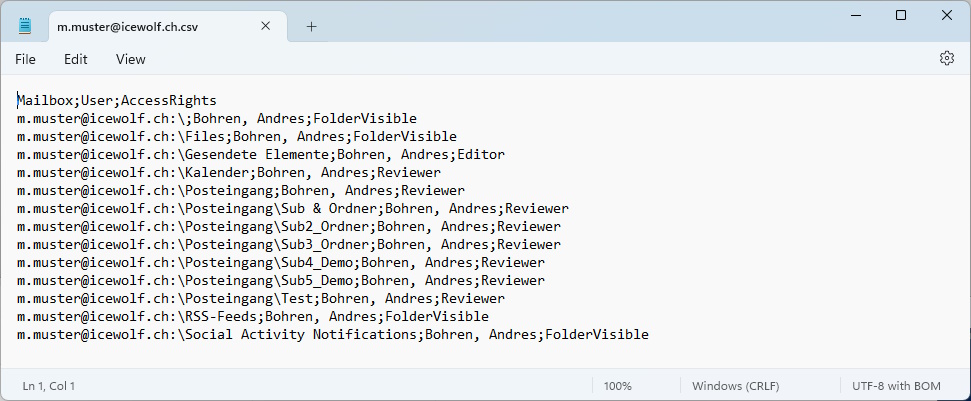 m.muster@icewolf.ch.csv
File Edit View
Mailbox;User;AccessRights
m.muster@icewolf.ch:\;Bohren, Andres;FolderVisible
m.muster@icewolf.ch:\Files;Bohren, Andres;FolderVisible
m.muster@icewolf.ch:\Gesendete Elemente;Bohren, Andres;Editor
m.muster@icewolf.ch:\Kalender;Bohren, Andres;Reviewer
m.muster@icewolf.ch:\Posteingang;Bohren, Andres;Reviewer
m.muster@icewolf.ch:\Posteingang\Sub & Ordner;Bohren, Andres;Reviewer
m.muster@icewolf.ch:\Posteingang\Sub2_Ordner;Bohren, Andres;Reviewer
m.muster@icewolf.ch:\Posteingang\Sub3_Ordner;Bohren, Andres;Reviewer
m.muster@icewolf.ch:\Posteingang\Sub4_Demo;Bohren, Andres;Reviewer
m.muster@icewolf.ch:\Posteingang\Sub5_Demo;Bohren, Andres;Reviewer
m.muster@icewolf.ch:\Posteingang\Test;Bohren, Andres;Reviewer
m.muster@icewolf.ch:\RSS-Feeds;Bohren, Andres;FolderVisible
m.muster@icewolf.ch:\Social Activity Notifications;Bohren, Andres;FolderVisible
Ln 1, Col 1 100% Windows (CRLF) UTF-8 with BOM